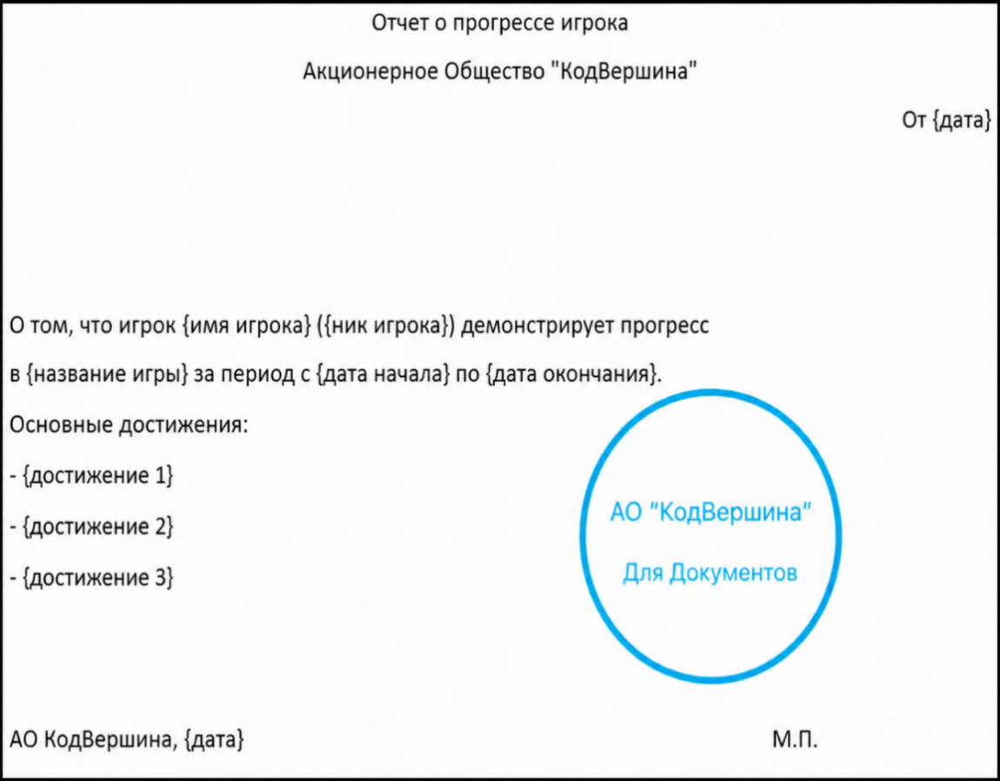 Отчет о прогрессе игрока
Акционерное Общество "КодВершина"
От {дата}
О том, что игрок {имя игрока} ({ник игрока}) демонстрирует прогресс
в {название игры} за период с {дата начала} по {дата окончания}.
Основные достижения:
- {достижение 1}
- {достижение 2}
- {достижение 3}
АО "КодВершина"
Для Документов
АО КодВершина, {дата}
М.П.